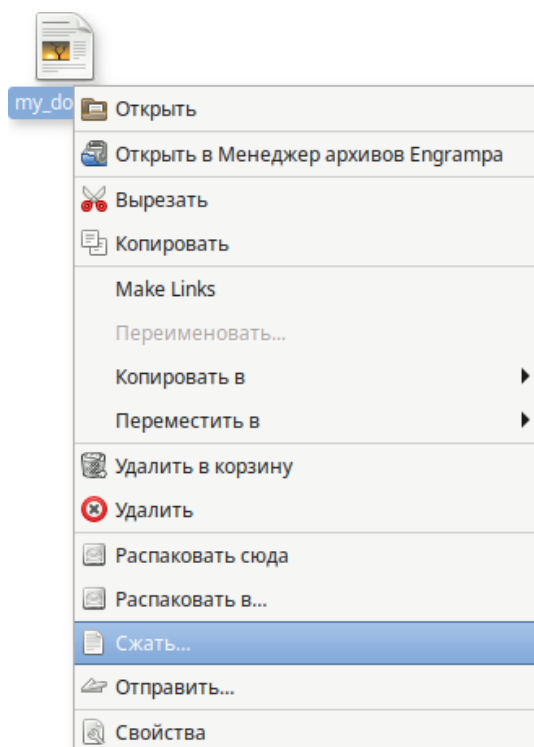 my_do
Открыть
Открыть в Менеджер архивов Engrampa
Вырезать
Копировать
Make Links
Переименовать...
Копировать в
Переместить в
Удалить в корзину
Удалить
Распаковать сюда
Распаковать в...
Сжать...
Отправить...
Свойства